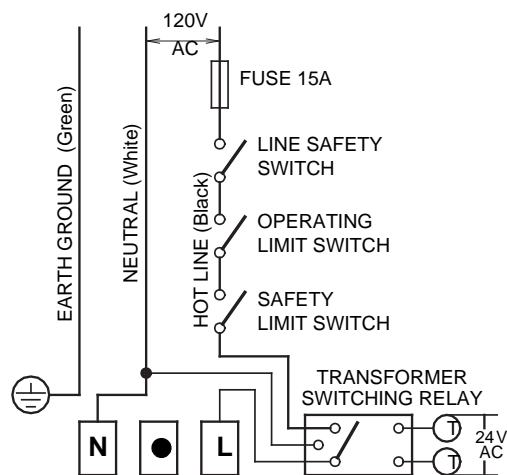 120V
AC
FUSE 15A
LINE SAFETY
SWITCH
OPERATING
LIMIT SWITCH
SAFETY
LIMIT SWITCH
EARTH GROUND (Green)
NEUTRAL (White)
HOT LINE (Black)
TRANSFORMER
SWITCHING RELAY
N
L
T
T
24V
AC